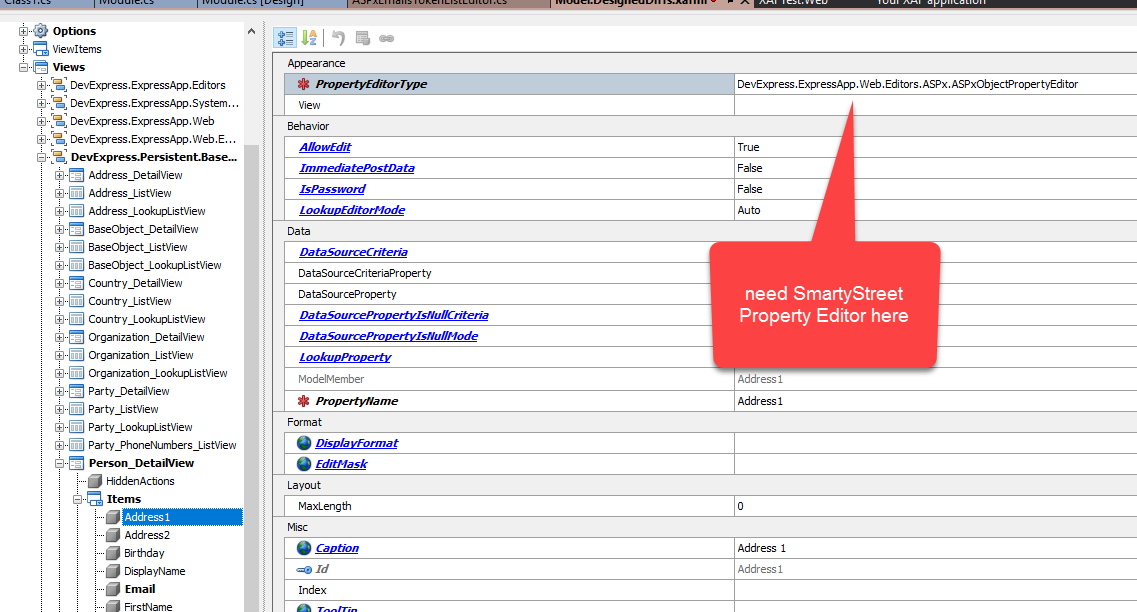 Class1.cs Module.cs Module.cs [Design] ASPxEmailsTokenListEditor.cs Model.DesignedDiffs.xafml XAFTest.Web Your XAF application
Options
ViewItems
Views
DevExpress.ExpressApp.Editors
DevExpress.ExpressApp.System...
DevExpress.ExpressApp.Web
DevExpress.ExpressApp.Web.E...
DevExpress.Persistent.Base...
Address_DetailView
Address_ListView
Address_LookupListView
BaseObject_DetailView
BaseObject_ListView
BaseObject_LookupListView
Country_DetailView
Country_ListView
Country_LookupListView
Organization_DetailView
Organization_ListView
Organization_LookupListView
Party_DetailView
Party_ListView
Party_LookupListView
Party_PhoneNumbers_ListView
Person_DetailView
HiddenActions
Items
Address1
Address2
Birthday
DisplayName
Email
FirstName
Appearance
PropertyEditorType DevExpress.ExpressApp.Web.Editors.ASPx.ASPxObjectPropertyEditor
View
Behavior
AllowEdit True
ImmediatePostData False
IsPassword False
LookupEditorMode Auto
Data
DataSourceCriteria
DataSourceCriteriaProperty
DataSourceProperty
DataSourcePropertyIsNullCriteria
DataSourcePropertyIsNullMode
LookupProperty
ModelMember Address1
PropertyName Address1
Format
DisplayFormat
EditMask
Layout
MaxLength 0
Misc
Caption Address 1
Id Address1
Index
ToolTip
need SmartyStreet
Property Editor here